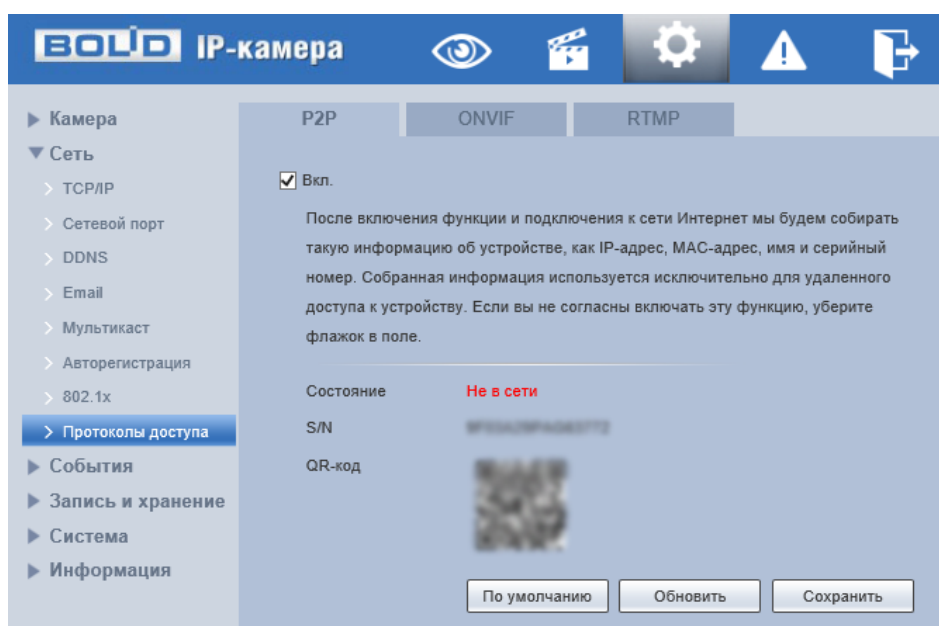 BOLID IP-камера
Камера
Сеть
TCP/IP
Сетевой порт
DDNS
Email
Мультикаст
Авторегистрация
802.1x
Протоколы доступа
События
Запись и хранение
Система
Информация
P2P ONVIF RTMP
Вкл.
После включения функции и подключения к сети Интернет мы будем собирать
такую информацию об устройстве, как IP-адрес, MAC-адрес, имя и серийный
номер. Собранная информация используется исключительно для удаленного
доступа к устройству. Если вы не согласны включать эту функцию, уберите
флажок в поле.
Состояние Не в сети
S/N
QR-код
По умолчанию Обновить Сохранить